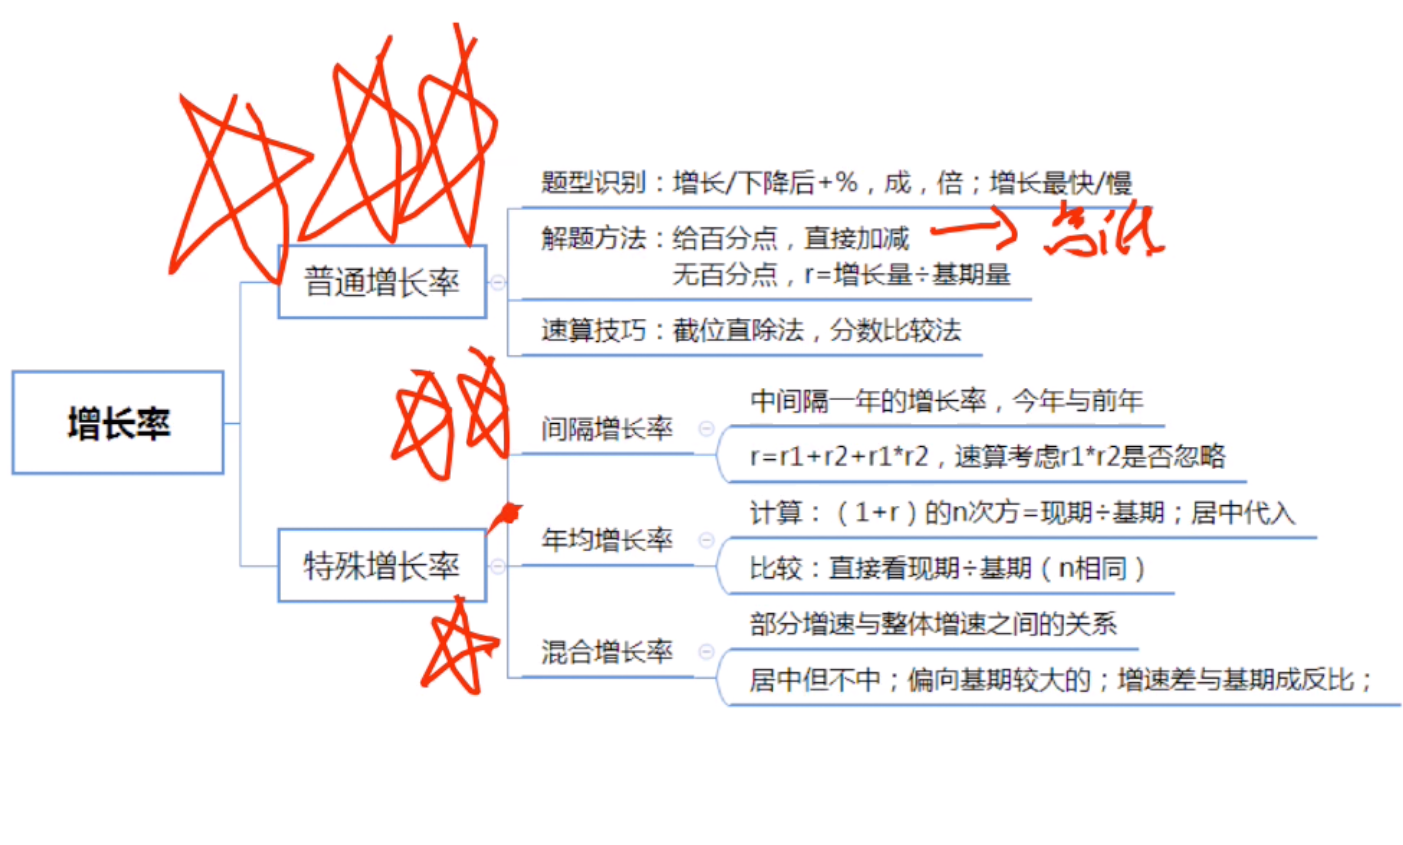 增长率
普通增长率
题型识别：增长/下降后+%，成，倍；增长最快/慢
解题方法：给百分点，直接加减
无百分点，r=增长量÷基期量
速算技巧：截位直除法，分数比较法
特殊增长率
间隔增长率
中间隔一年的增长率，今年与前年
r=r1+r2+r1*r2，速算考虑r1*r2是否忽略
年均增长率
计算：（1+r）的n次方=现期÷基期；居中代入
比较：直接看现期÷基期（n相同）
混合增长率
部分增速与整体增速之间的关系
居中但不中；偏向基期较大的；增速差与基期成反比；